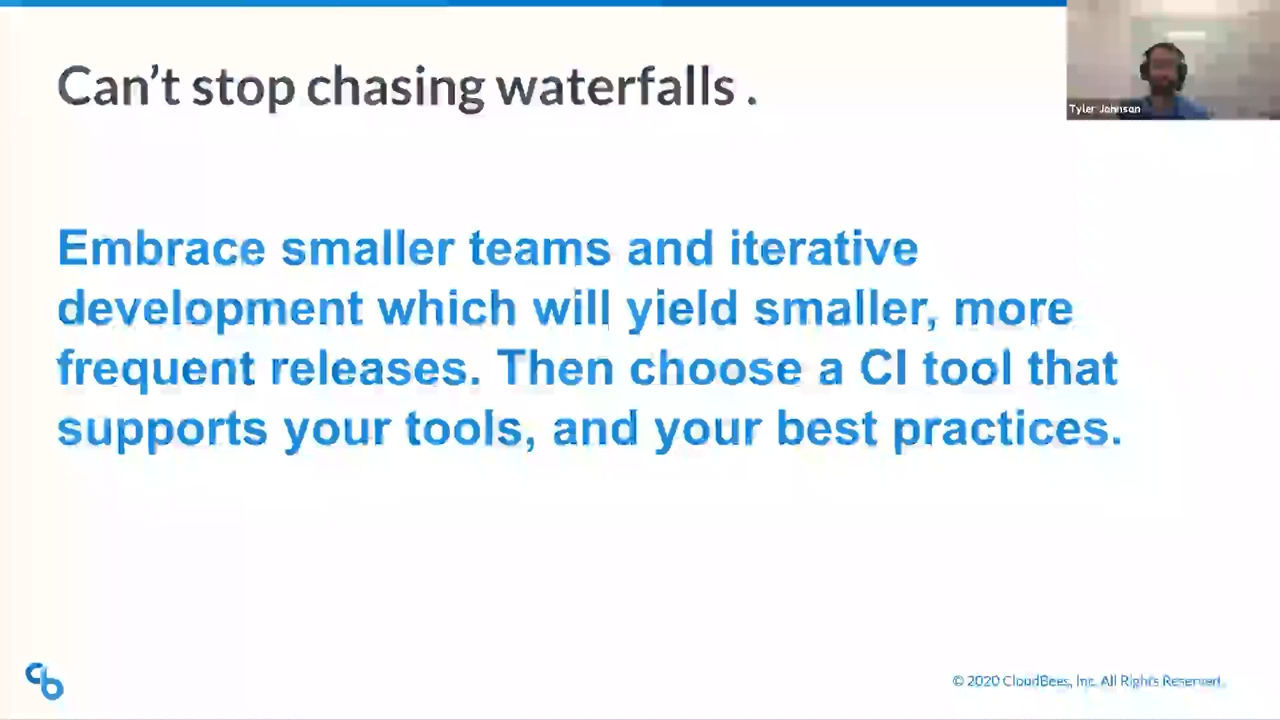 Can't stop chasing waterfalls .
Tyler Johnson
Embrace smaller teams and iterative
development which will yield smaller, more
frequent releases. Then choose a CI tool that
supports your tools, and your best practices.
© 2020 CloudBees, Inc. All Rights Reserved.